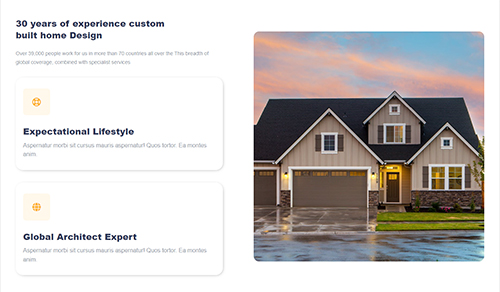 30 years of experience custom
built home Design
Over 39,000 people work for us in more than 70 countries all over the This breadth of
global coverage, combined with specialist services
Expectational Lifestyle
Aspernatur morbi sit cursus mauris aspernatur! Quos tortor. Ea montes
anim.
Global Architect Expert
Aspernatur morbi sit cursus mauris aspernatur! Quos tortor. Ea montes
anim.